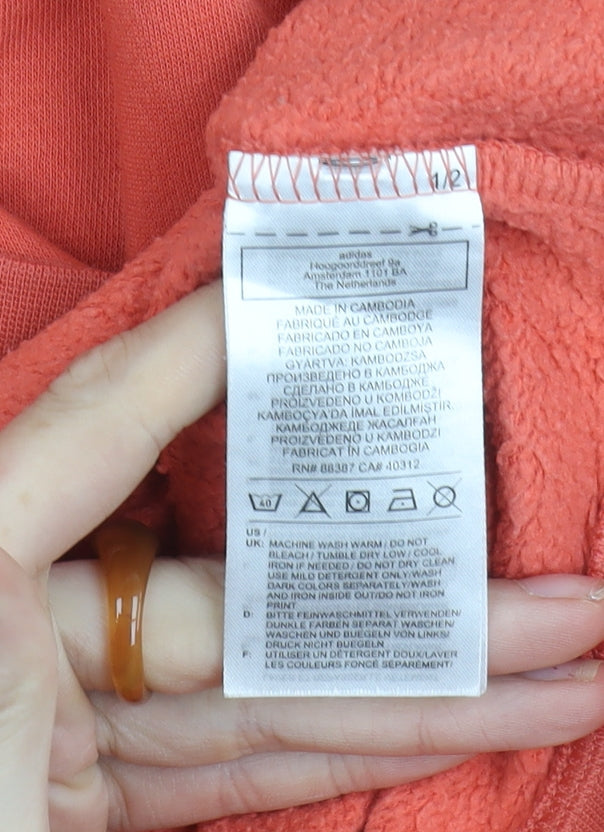 1/2
adidas
Hoogoorddreef 9a
Amsterdam 1101 BA
The Netherlands
MADE IN CAMBODIA
FABRIQUÉ AU CAMBODGE
FABRICADO EN CAMBOYA
FABRICADO NO CAMBOJA
GYÁRTVA: KAMBODZSA
ПРОИЗВЕДЕНО В КАМБОДЖА
СДЕЛАНО В КАМБОДЖЕ
PROIZVEDENO U KOMBODŽI
KAMBOÇYA'DA İMAL EDİLMİŞTİR.
КАМБОДЖЕДЕ ЖАСАЛҒАН
PROIZVEDENO U KAMBODZI
FABRICAT ÎN CAMBOGIA
RN# 88387 CA# 40312
40
US /
UK: MACHINE WASH WARM / DO NOT
BLEACH / TUMBLE DRY LOW / COOL
IRON IF NEEDED / DO NOT DRY CLEAN
USE MILD DETERGENT ONLY/WASH
DARK COLORS SEPARATELY/WASH
AND IRON INSIDE OUT/DO NOT IRON
PRINT
D: BITTE FEINWASCHMITTEL VERWENDEN/
DUNKLE FARBEN SEPARAT WASCHEN/
WASCHEN UND BUEGELN VON LINKS/
DRUCK NICHT BUEGELN
F: UTILISER UN DÉTERGENT DOUX/LAVER
LES COULEURS FONCÉ SÉPARÉMENT/